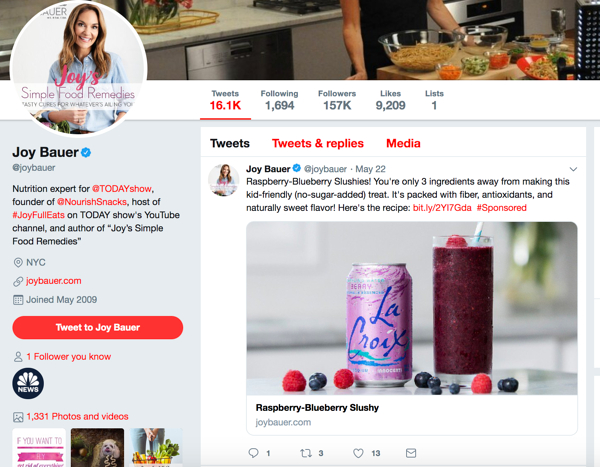 AUER
Joy's
Simple Food Remedies
TASTY CURES FOR WHATEVER'S AILING YOU!
Tweets Following Followers Likes Lists
16.1K 1,694 157K 9,209 1
Joy Bauer
@joybauer
Nutrition expert for @TODAYshow,
founder of @NourishSnacks, host of
#JoyFullEats on TODAY show's YouTube
channel, and author of "Joy's Simple
Food Remedies"
NYC
joybauer.com
Joined May 2009
Tweet to Joy Bauer
1 Follower you know
NEWS
1,331 Photos and videos
IF YOU WANT TO
Tweets Tweets & replies Media
Joy Bauer @joybauer · May 22
Raspberry-Blueberry Slushies! You're only 3 ingredients away from making this
kid-friendly (no-sugar-added) treat. It's packed with fiber, antioxidants, and
naturally sweet flavor! Here's the recipe: bit.ly/2YI7Gda #Sponsored
BERRY
La
Croix
Raspberry-Blueberry Slushy
joybauer.com
1 3 13